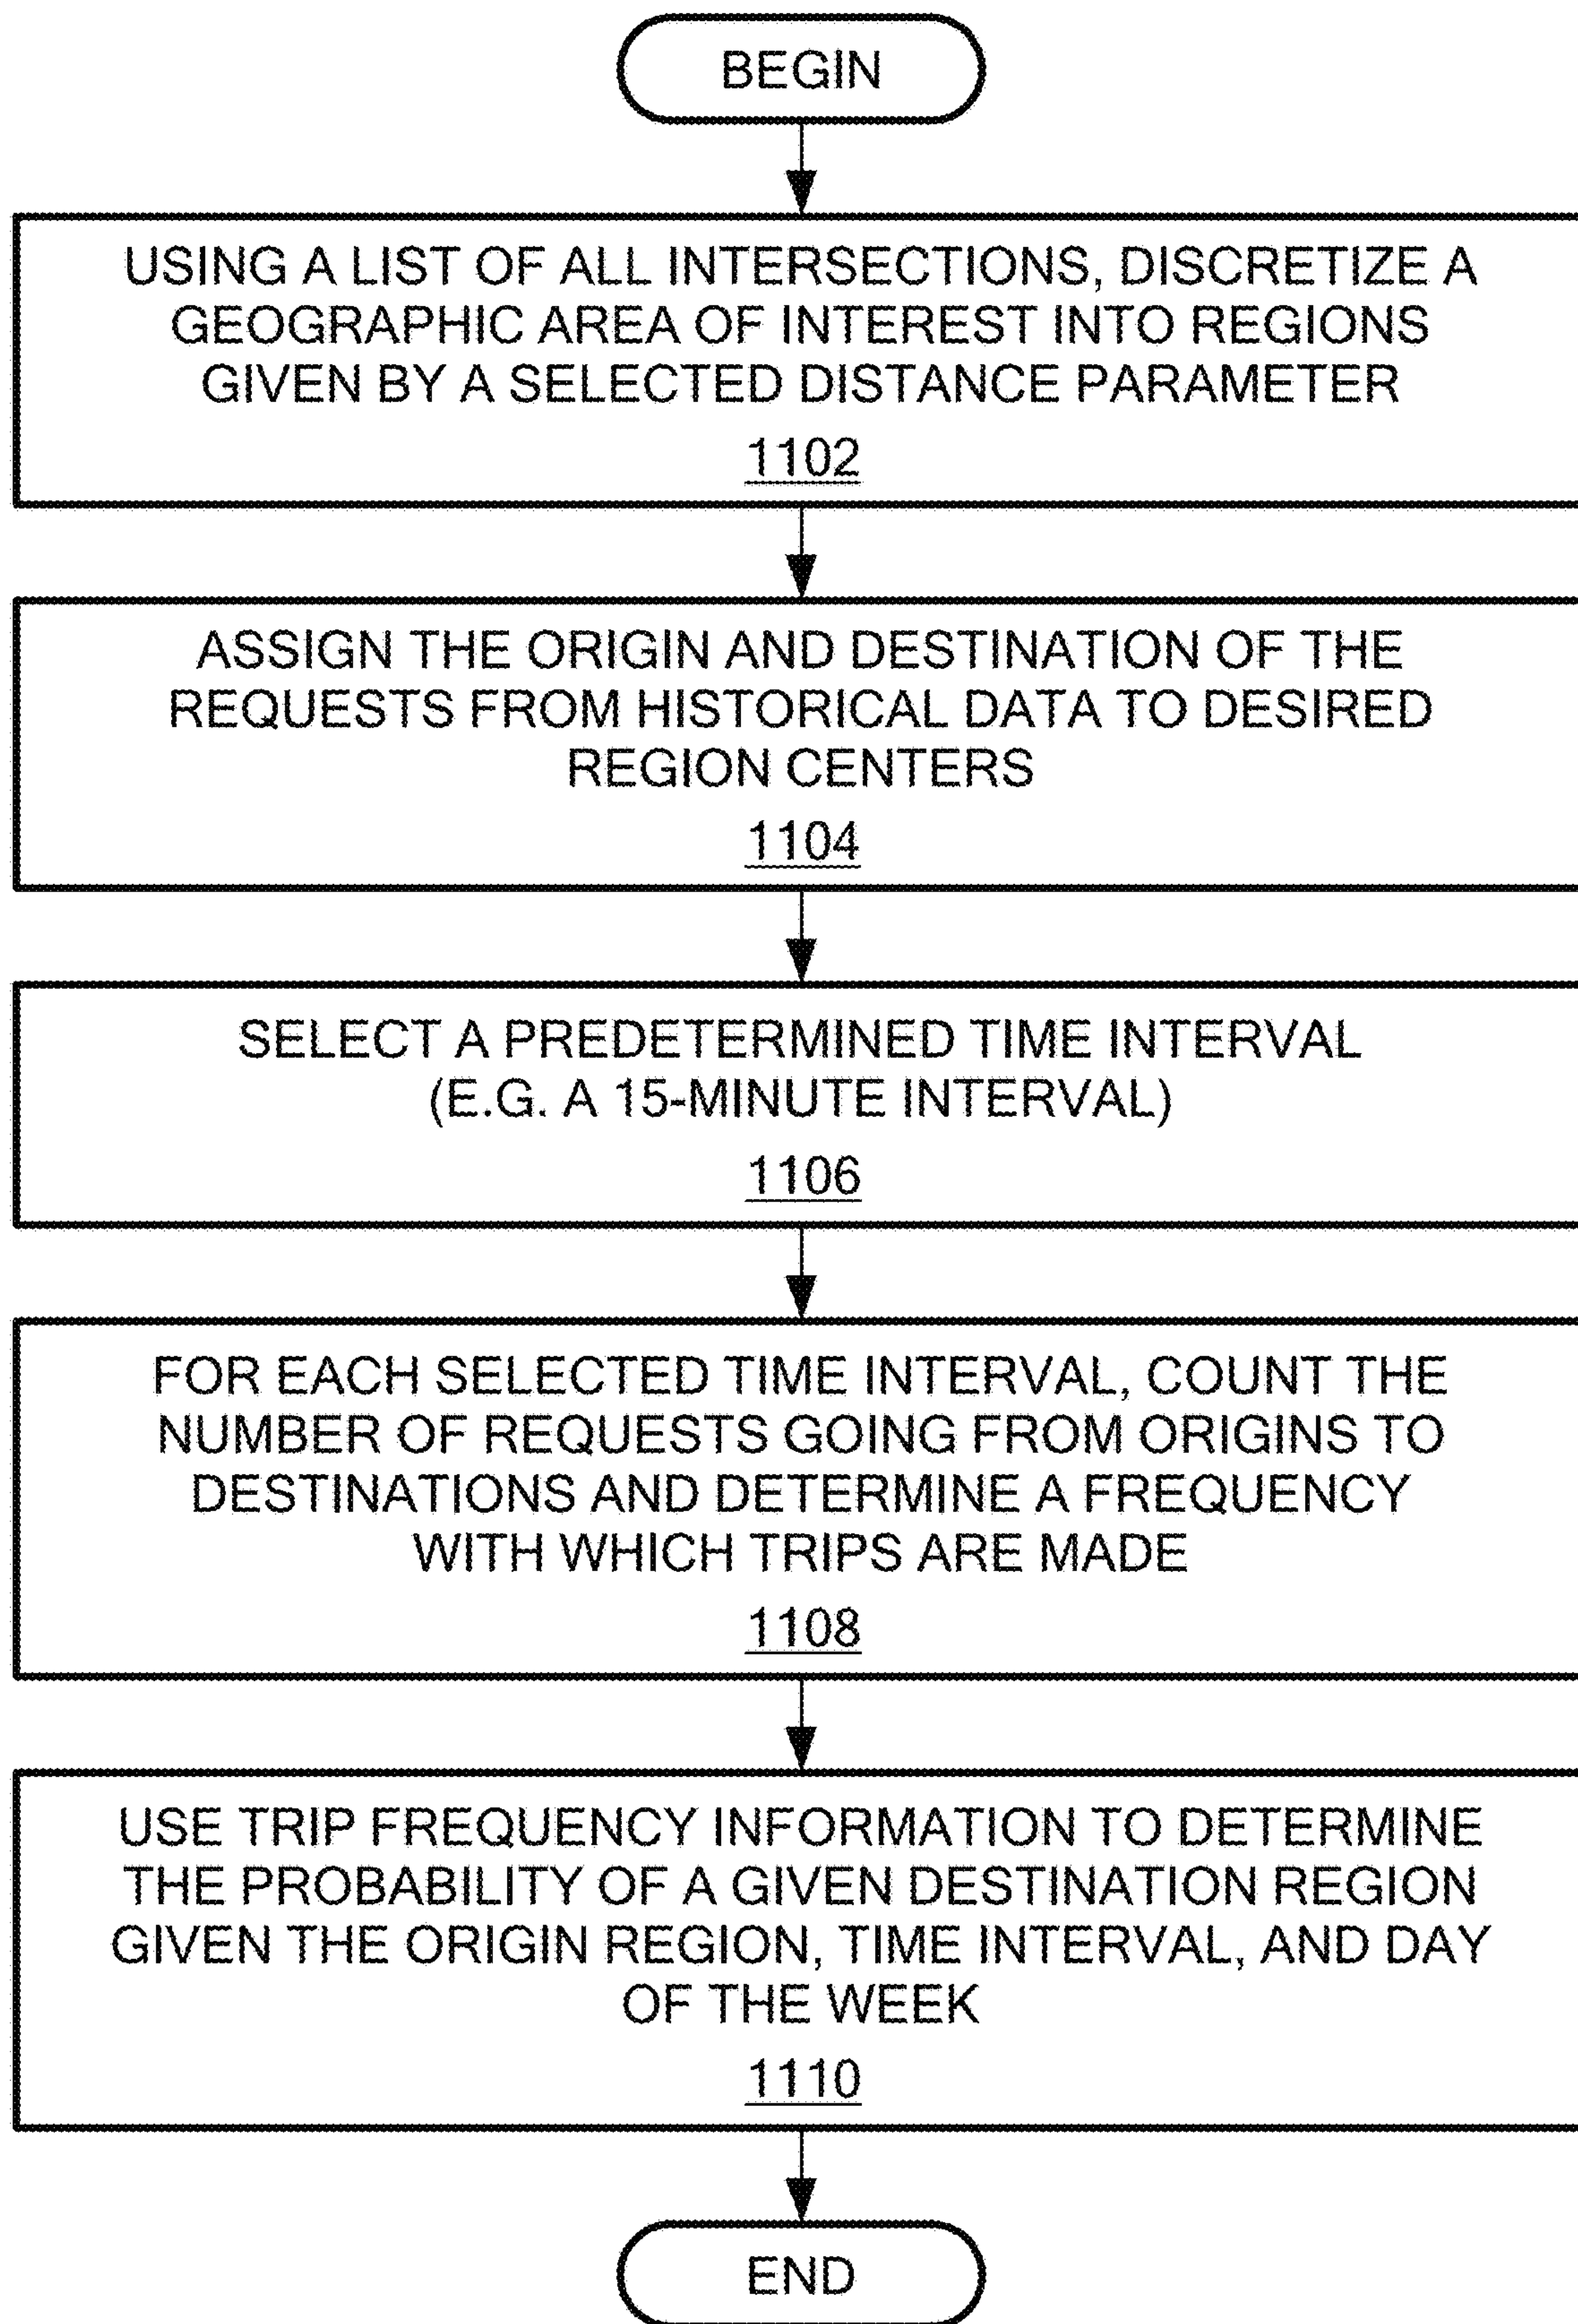 BEGIN
USING A LIST OF ALL INTERSECTIONS, DISCRETIZE A
GEOGRAPHIC AREA OF INTEREST INTO REGIONS
GIVEN BY A SELECTED DISTANCE PARAMETER
1102
ASSIGN THE ORIGIN AND DESTINATION OF THE
REQUESTS FROM HISTORICAL DATA TO DESIRED
REGION CENTERS
1104
SELECT A PREDETERMINED TIME INTERVAL
(E.G. A 15-MINUTE INTERVAL)
1106
FOR EACH SELECTED TIME INTERVAL, COUNT THE
NUMBER OF REQUESTS GOING FROM ORIGINS TO
DESTINATIONS AND DETERMINE A FREQUENCY
WITH WHICH TRIPS ARE MADE
1108
USE TRIP FREQUENCY INFORMATION TO DETERMINE
THE PROBABILITY OF A GIVEN DESTINATION REGION
GIVEN THE ORIGIN REGION, TIME INTERVAL, AND DAY
OF THE WEEK
1110
END